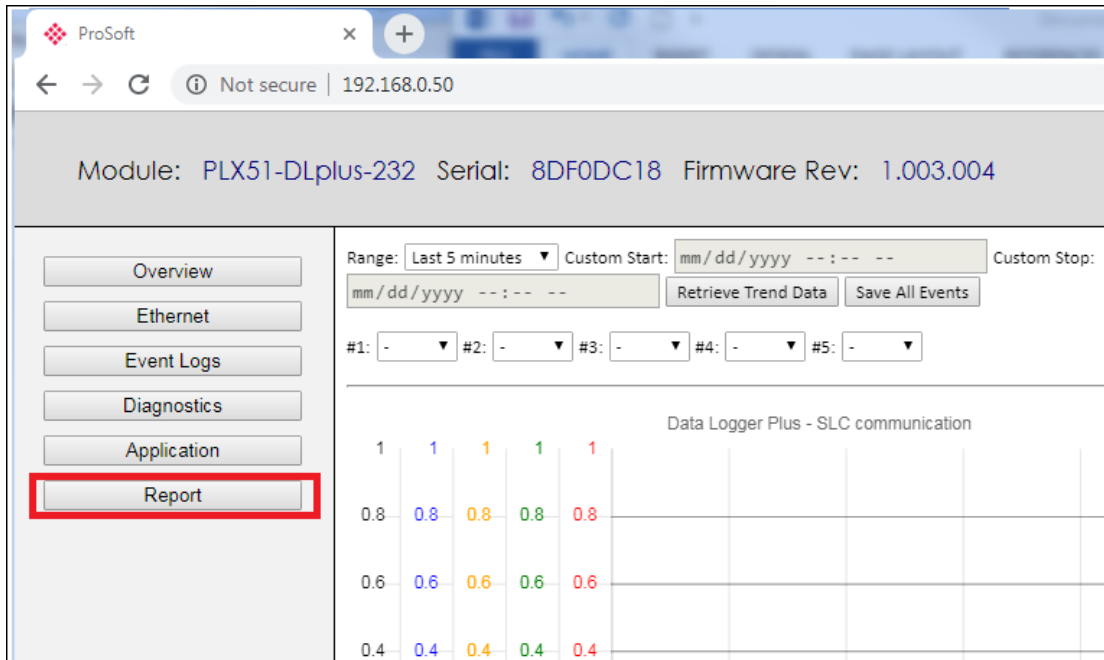 ProSoft
Not secure 192.168.0.50
Module: PLX51-DLplus-232 Serial: 8DF0DC18 Firmware Rev: 1.003.004
Overview
Ethernet
Event Logs
Diagnostics
Application
Report
Range: Last 5 minutes Custom Start: mm/dd/yyyy --:-- -- Custom Stop:
mm/dd/yyyy --:-- -- Retrieve Trend Data Save All Events
#1: - #2: - #3: - #4: - #5: -
Data Logger Plus - SLC communication
1 1 1 1 1
0.8 0.8 0.8 0.8 0.8
0.6 0.6 0.6 0.6 0.6
0.4 0.4 0.4 0.4 0.4